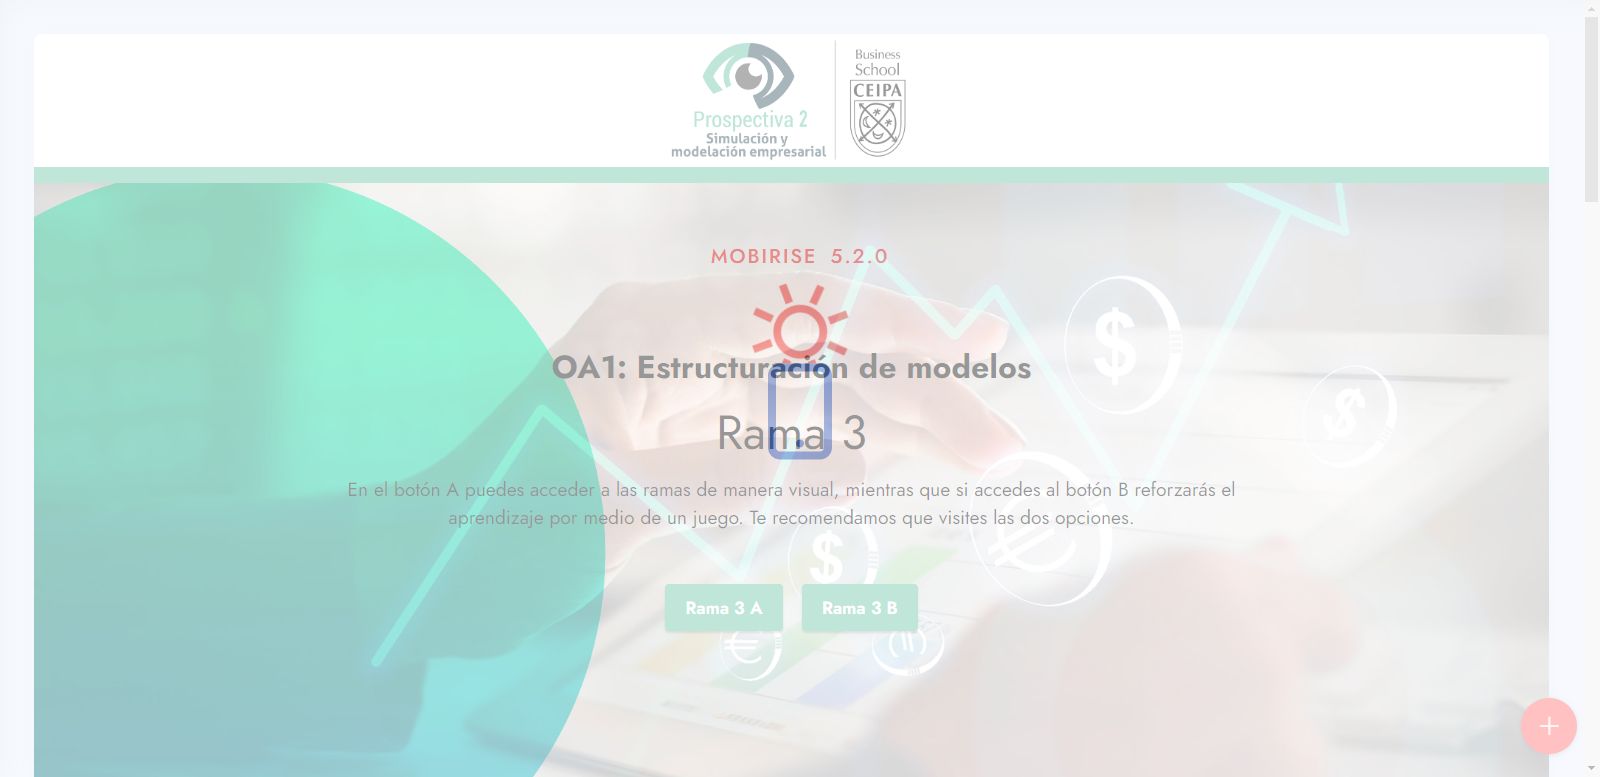 Business
School
CEIPA
Prospectiva 2
Simulación y
modelación empresarial
MOBIRISE 5.2.0
OA1: Estructuración de modelos
Rama 3
En el botón A puedes acceder a las ramas de manera visual, mientras que si accedes al botón B reforzarás el
aprendizaje por medio de un juego. Te recomendamos que visites las dos opciones.
Rama 3 A
Rama 3 B